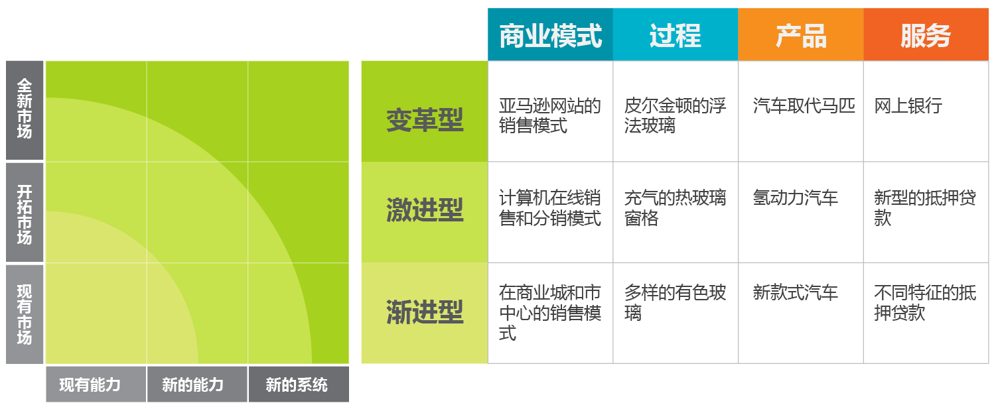 商业模式
过程
产品
服务
全新市场
开拓市场
现有市场
现有能力
新的能力
新的系统
变革型
亚马逊网站的
销售模式
皮尔金顿的浮
法玻璃
汽车取代马匹
网上银行
激进型
计算机在线销
售和分销模式
充气的热玻璃
窗格
氢动力汽车
新型的抵押贷
款
渐进型
在商业城和市
中心的销售模
式
多样的有色玻
璃
新款式汽车
不同特征的抵
押贷款